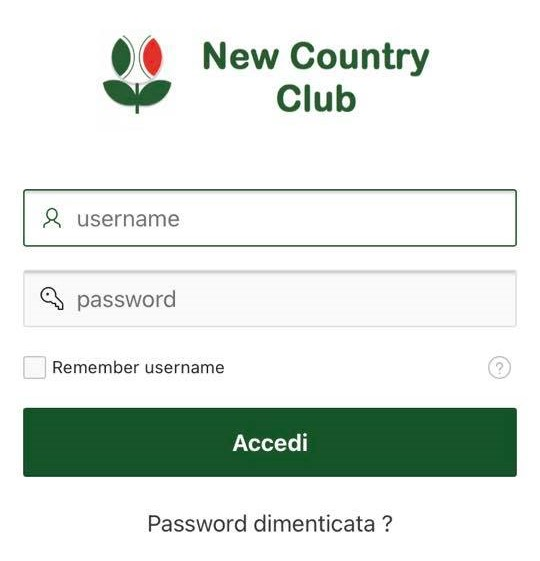 New Country
Club
username
password
Remember username
?
Accedi
Password dimenticata ?